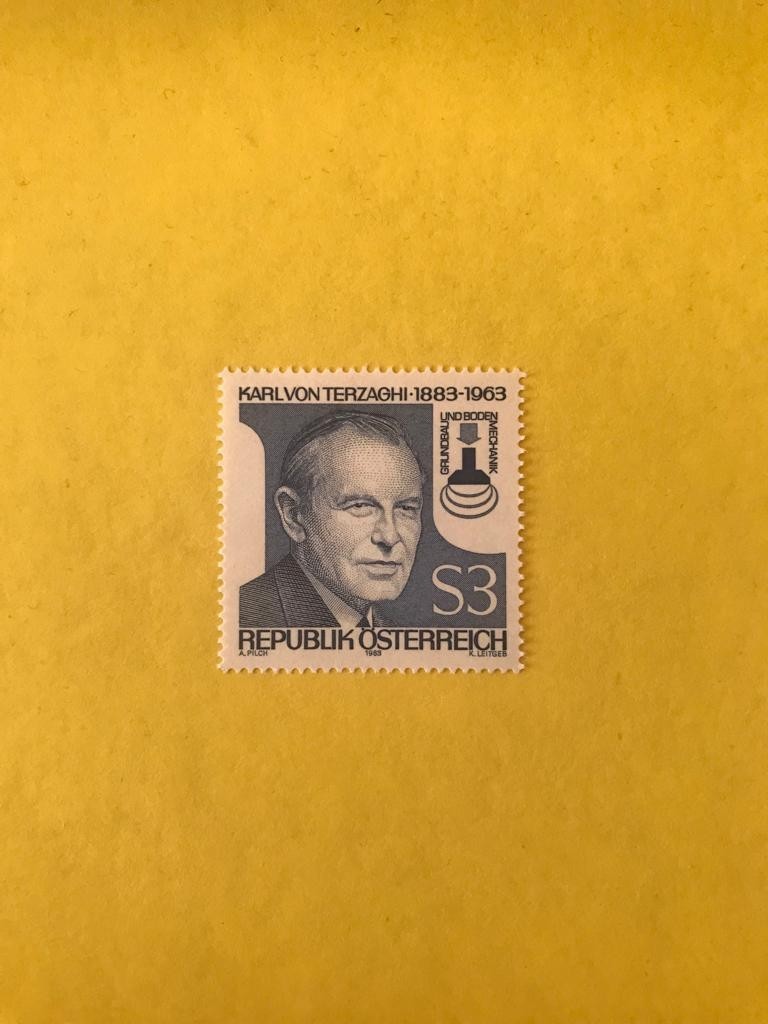 KARL VON TERZAGHI·1883-1963
GRUNDBAU UND BODEN MECHANIK
S3
REPUBLIK ÖSTERREICH
A. PILCH 1983 K. LEITGEB